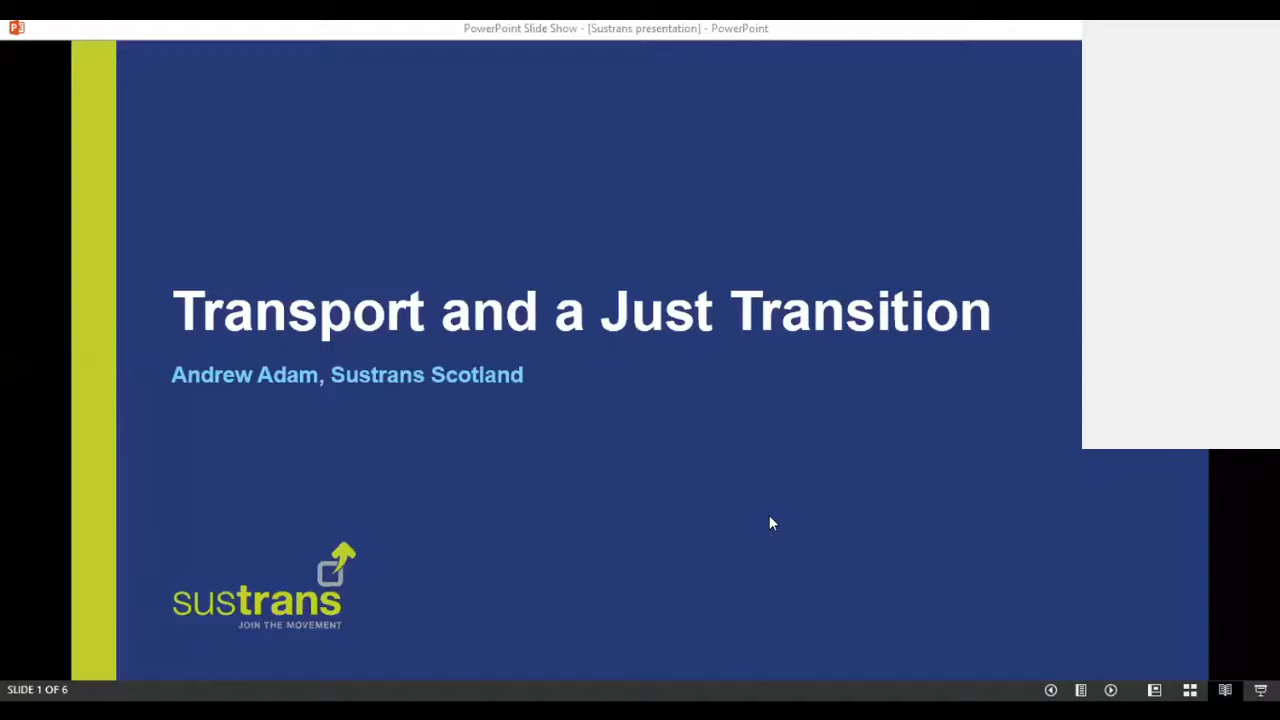 PowerPoint Slide Show - [Sustrans presentation] - PowerPoint
Transport and a Just Transition
Andrew Adam, Sustrans Scotland
sustrans
JOIN THE MOVEMENT
SLIDE 1 OF 6